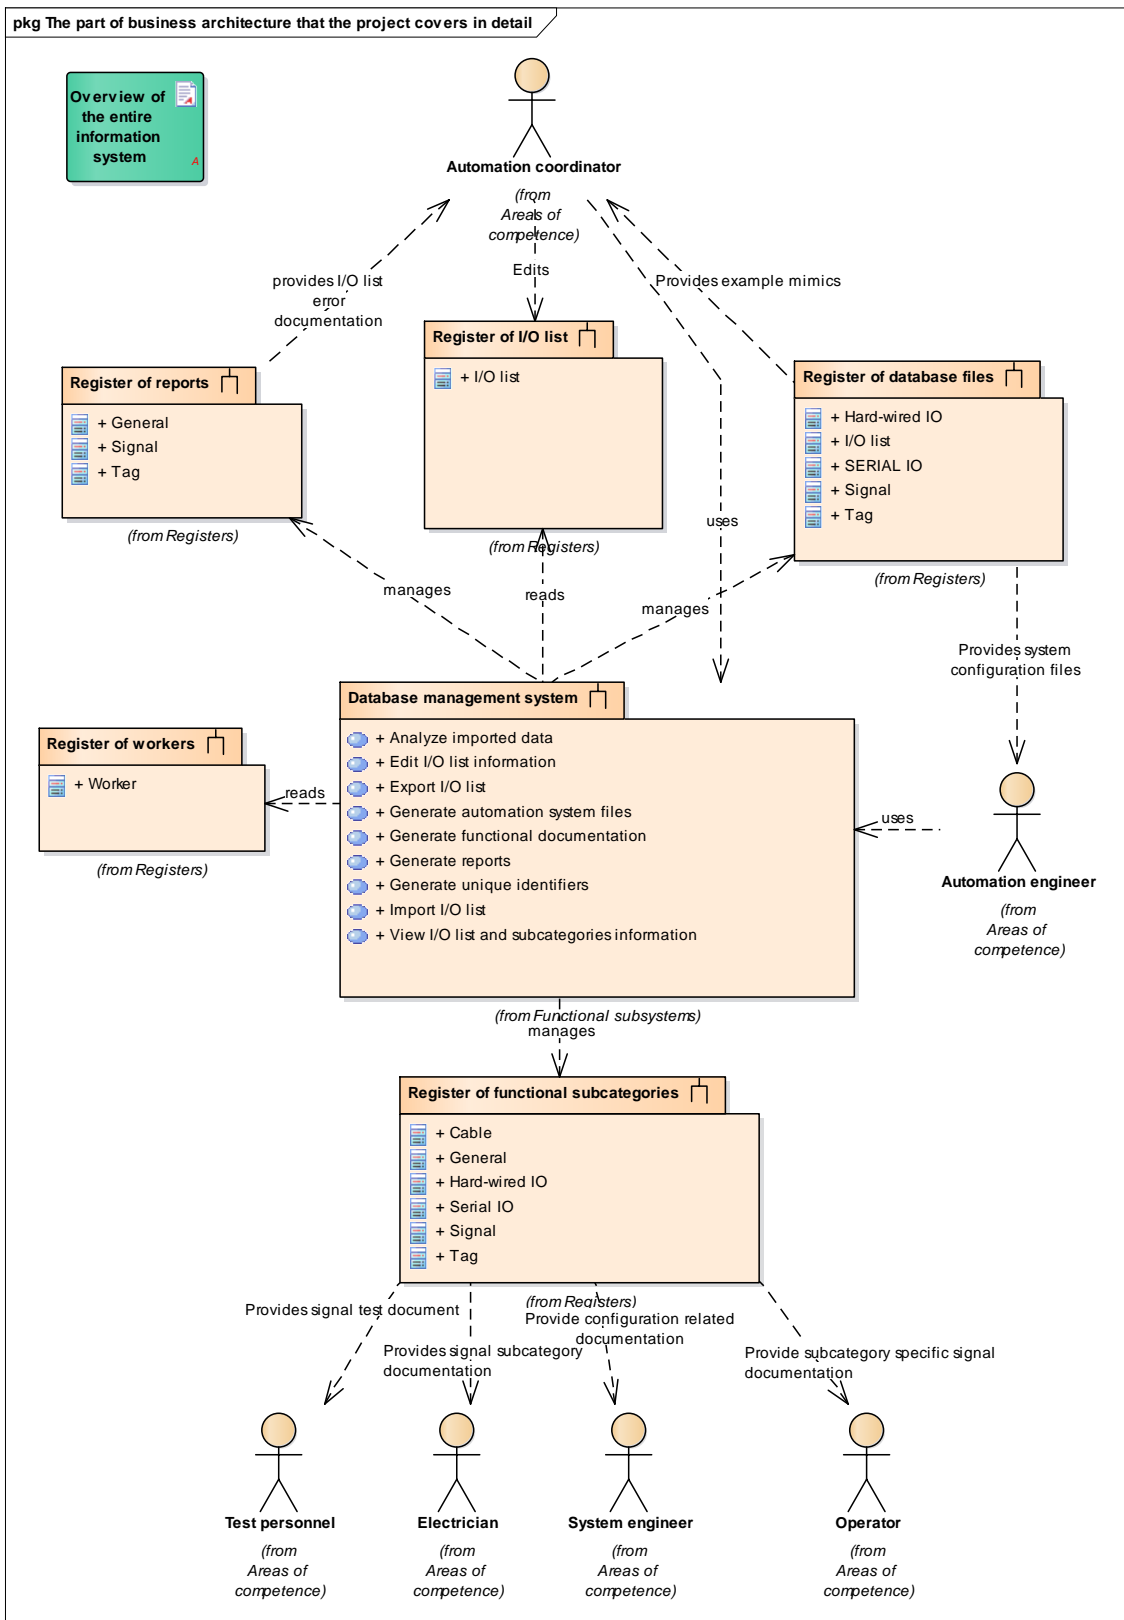 pkg The part of business architecture that the project covers in detail
Overview of
the entire
information
system
A
Automation coordinator
(from
Areas of
competence)
provides I/O list
error
documentation
Edits
Provides example mimics
Register of reports
+ General
+ Signal
+ Tag
(from Registers)
Register of I/O list
+ I/O list
(from Registers)
Register of database files
+ Hard-wired IO
+ I/O list
+ SERIAL IO
+ Signal
+ Tag
(from Registers)
uses
manages
reads
manages
Provides system
configuration files
Database management system
+ Analyze imported data
+ Edit I/O list information
+ Export I/O list
+ Generate automation system files
+ Generate functional documentation
+ Generate reports
+ Generate unique identifiers
+ Import I/O list
+ View I/O list and subcategories information
(from Functional subsystems)
Register of workers
+ Worker
(from Registers)
reads
uses
Automation engineer
(from
Areas of
competence)
manages
Register of functional subcategories
+ Cable
+ General
+ Hard-wired IO
+ Serial IO
+ Signal
+ Tag
(from Registers)
Provides signal test document
Provides signal subcategory
documentation
Provide configuration related
documentation
Provide subcategory specific signal
documentation
Test personnel
(from
Areas of
competence)
Electrician
(from
Areas of
competence)
System engineer
(from
Areas of
competence)
Operator
(from
Areas of
competence)